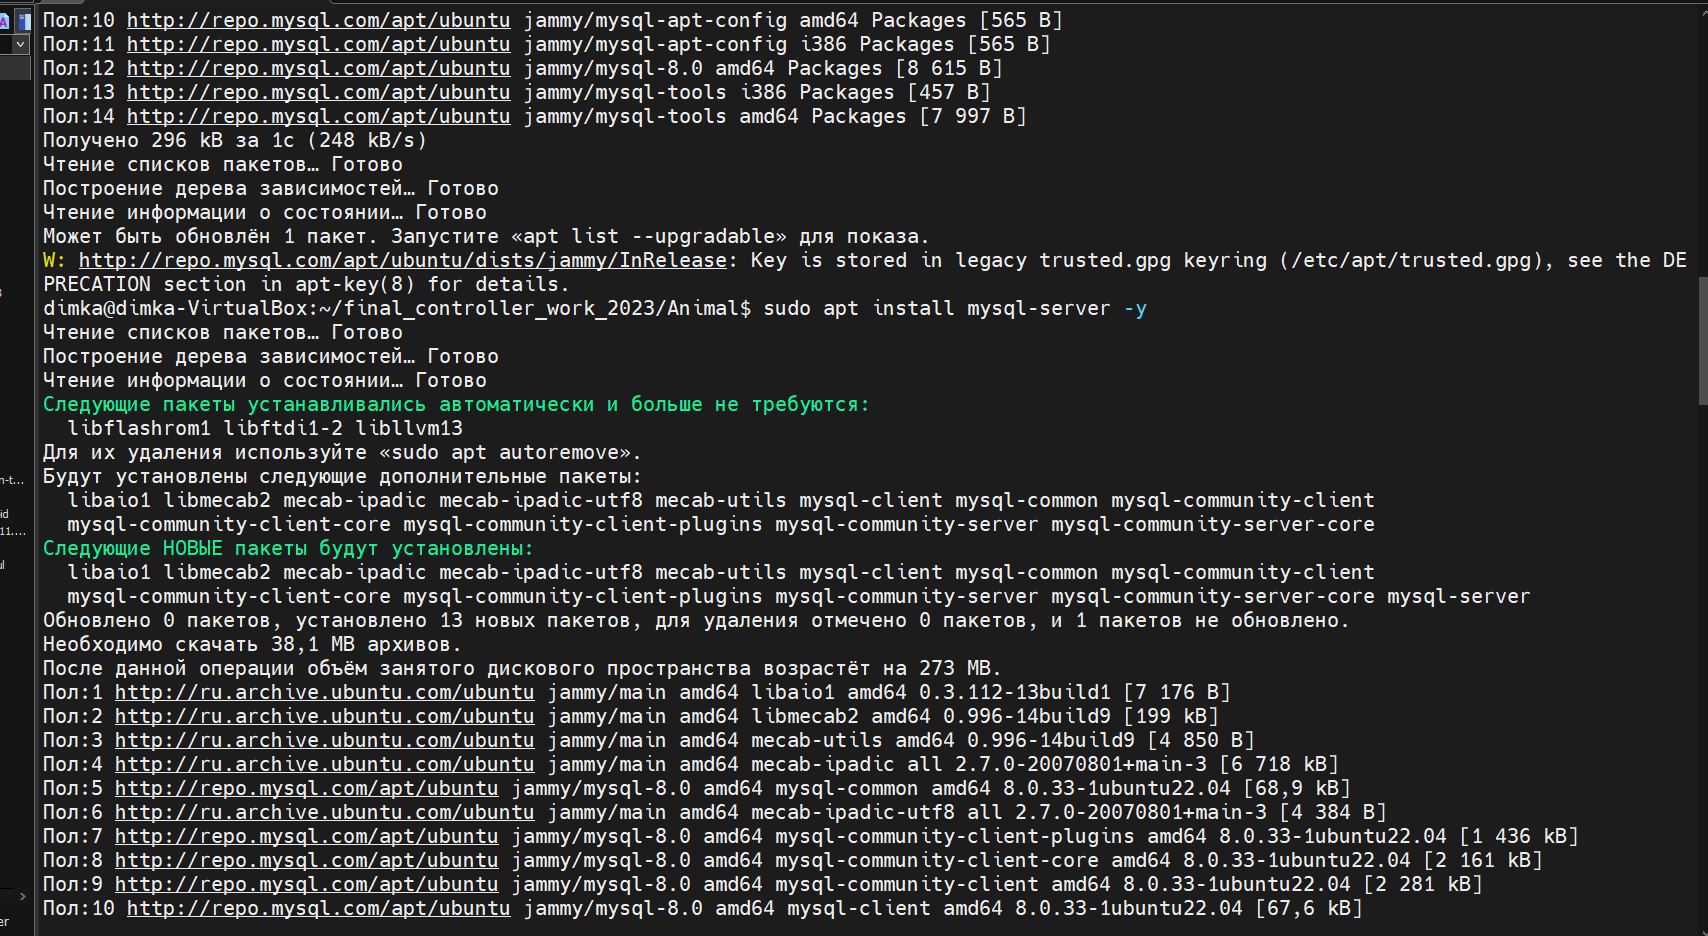 Пол:10 http://repo.mysql.com/apt/ubuntu jammy/mysql-apt-config amd64 Packages [565 B]
Пол:11 http://repo.mysql.com/apt/ubuntu jammy/mysql-apt-config i386 Packages [565 B]
Пол:12 http://repo.mysql.com/apt/ubuntu jammy/mysql-8.0 amd64 Packages [8 615 B]
Пол:13 http://repo.mysql.com/apt/ubuntu jammy/mysql-tools i386 Packages [457 B]
Пол:14 http://repo.mysql.com/apt/ubuntu jammy/mysql-tools amd64 Packages [7 997 B]
Получено 296 kB за 1с (248 kB/s)
Чтение списков пакетов… Готово
Построение дерева зависимостей… Готово
Чтение информации о состоянии… Готово
Может быть обновлён 1 пакет. Запустите «apt list --upgradable» для показа.
W: http://repo.mysql.com/apt/ubuntu/dists/jammy/InRelease: Key is stored in legacy trusted.gpg keyring (/etc/apt/trusted.gpg), see the DE
PRECATION section in apt-key(8) for details.
dimka@dimka-VirtualBox:~/final_controller_work_2023/Animal$ sudo apt install mysql-server -y
Чтение списков пакетов… Готово
Построение дерева зависимостей… Готово
Чтение информации о состоянии… Готово
Следующие пакеты устанавливались автоматически и больше не требуются:
  libflashrom1 libftdi1-2 libllvm13
Для их удаления используйте «sudo apt autoremove».
Будут установлены следующие дополнительные пакеты:
  libaio1 libmecab2 mecab-ipadic mecab-ipadic-utf8 mecab-utils mysql-client mysql-common mysql-community-client
  mysql-community-client-core mysql-community-client-plugins mysql-community-server mysql-community-server-core
Следующие НОВЫЕ пакеты будут установлены:
  libaio1 libmecab2 mecab-ipadic mecab-ipadic-utf8 mecab-utils mysql-client mysql-common mysql-community-client
  mysql-community-client-core mysql-community-client-plugins mysql-community-server mysql-community-server-core mysql-server
Обновлено 0 пакетов, установлено 13 новых пакетов, для удаления отмечено 0 пакетов, и 1 пакетов не обновлено.
Необходимо скачать 38,1 MB архивов.
После данной операции объём занятого дискового пространства возрастёт на 273 MB.
Пол:1 http://ru.archive.ubuntu.com/ubuntu jammy/main amd64 libaio1 amd64 0.3.112-13build1 [7 176 B]
Пол:2 http://ru.archive.ubuntu.com/ubuntu jammy/main amd64 libmecab2 amd64 0.996-14build9 [199 kB]
Пол:3 http://ru.archive.ubuntu.com/ubuntu jammy/main amd64 mecab-utils amd64 0.996-14build9 [4 850 B]
Пол:4 http://ru.archive.ubuntu.com/ubuntu jammy/main amd64 mecab-ipadic all 2.7.0-20070801+main-3 [6 718 kB]
Пол:5 http://repo.mysql.com/apt/ubuntu jammy/mysql-8.0 amd64 mysql-common amd64 8.0.33-1ubuntu22.04 [68,9 kB]
Пол:6 http://ru.archive.ubuntu.com/ubuntu jammy/main amd64 mecab-ipadic-utf8 all 2.7.0-20070801+main-3 [4 384 B]
Пол:7 http://repo.mysql.com/apt/ubuntu jammy/mysql-8.0 amd64 mysql-community-client-plugins amd64 8.0.33-1ubuntu22.04 [1 436 kB]
Пол:8 http://repo.mysql.com/apt/ubuntu jammy/mysql-8.0 amd64 mysql-community-client-core amd64 8.0.33-1ubuntu22.04 [2 161 kB]
Пол:9 http://repo.mysql.com/apt/ubuntu jammy/mysql-8.0 amd64 mysql-community-client amd64 8.0.33-1ubuntu22.04 [2 281 kB]
Пол:10 http://repo.mysql.com/apt/ubuntu jammy/mysql-8.0 amd64 mysql-client amd64 8.0.33-1ubuntu22.04 [67,6 kB]